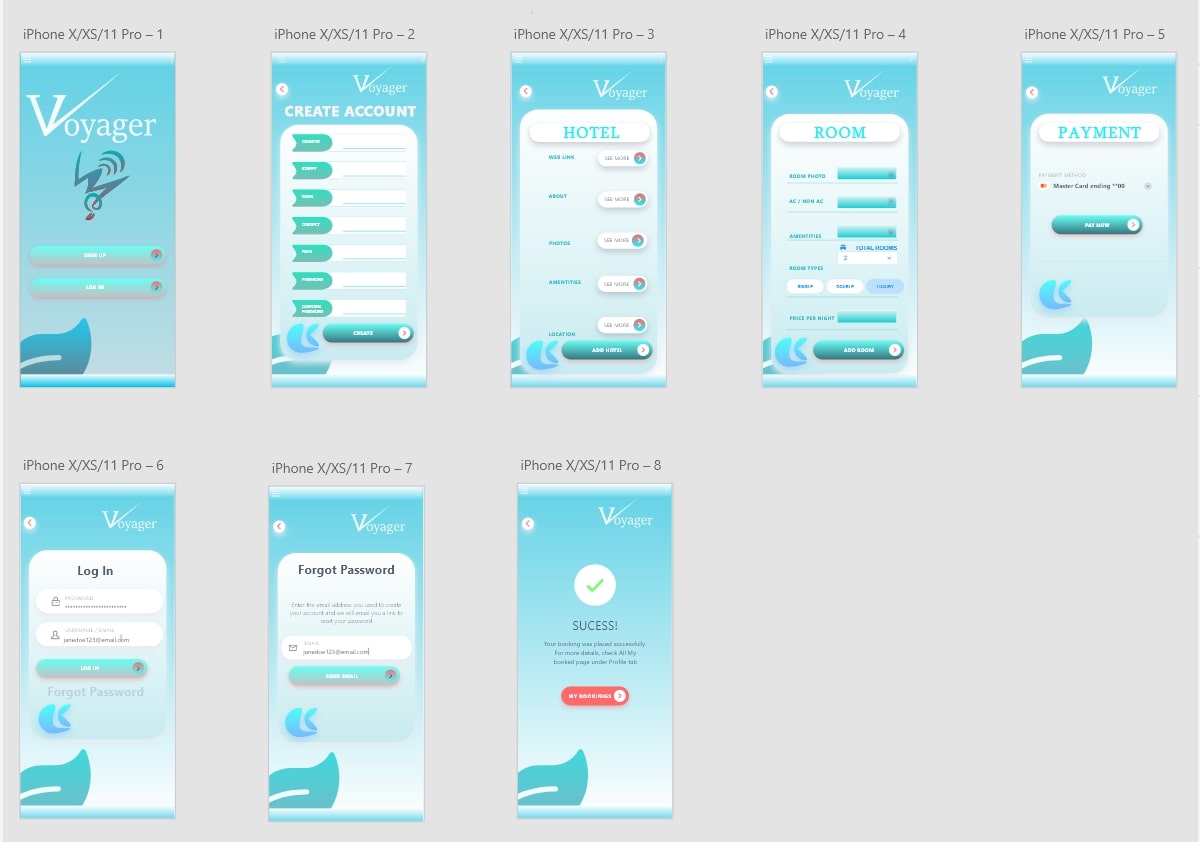 iPhone X/XS/11 Pro – 1
Voyager
SIGN UP
LOG IN
iPhone X/XS/11 Pro – 2
Voyager
CREATE ACCOUNT
COUNTRY
CONTACT
PASSWORD
CONFIRM
PASSWORD
CREATE
iPhone X/XS/11 Pro – 3
Voyager
HOTEL
WEB LINK
SEE MORE
ABOUT
SEE MORE
PHOTOS
SEE MORE
AMENTITIES
SEE MORE
LOCATION
SEE MORE
ADD HOTEL
iPhone X/XS/11 Pro – 4
Voyager
ROOM
ROOM PHOTO
AC / NON AC
AMENTITIES
TOTAL ROOMS
2
ROOM TYPES
SINGLE
DOUBLE
LUXURY
PRICE PER NIGHT
ADD ROOM
iPhone X/XS/11 Pro – 5
Voyager
PAYMENT
PAYMENT METHOD
Master Card ending **00
PAY NOW
iPhone X/XS/11 Pro – 6
Voyager
Log In
PASSWORD
USERNAME / EMAIL
janedoe123@email.com
LOG IN
Forgot Password
iPhone X/XS/11 Pro – 7
Voyager
Forgot Password
Enter the email address you used to create
your account and we will email you a link to
reset your password
EMAIL
janedoe123@email.com
SEND EMAIL
iPhone X/XS/11 Pro – 8
Voyager
SUCESS!
Your booking was placed successfully.
For more details, check All My
booked page under Profile tab
MY BOOKINGS